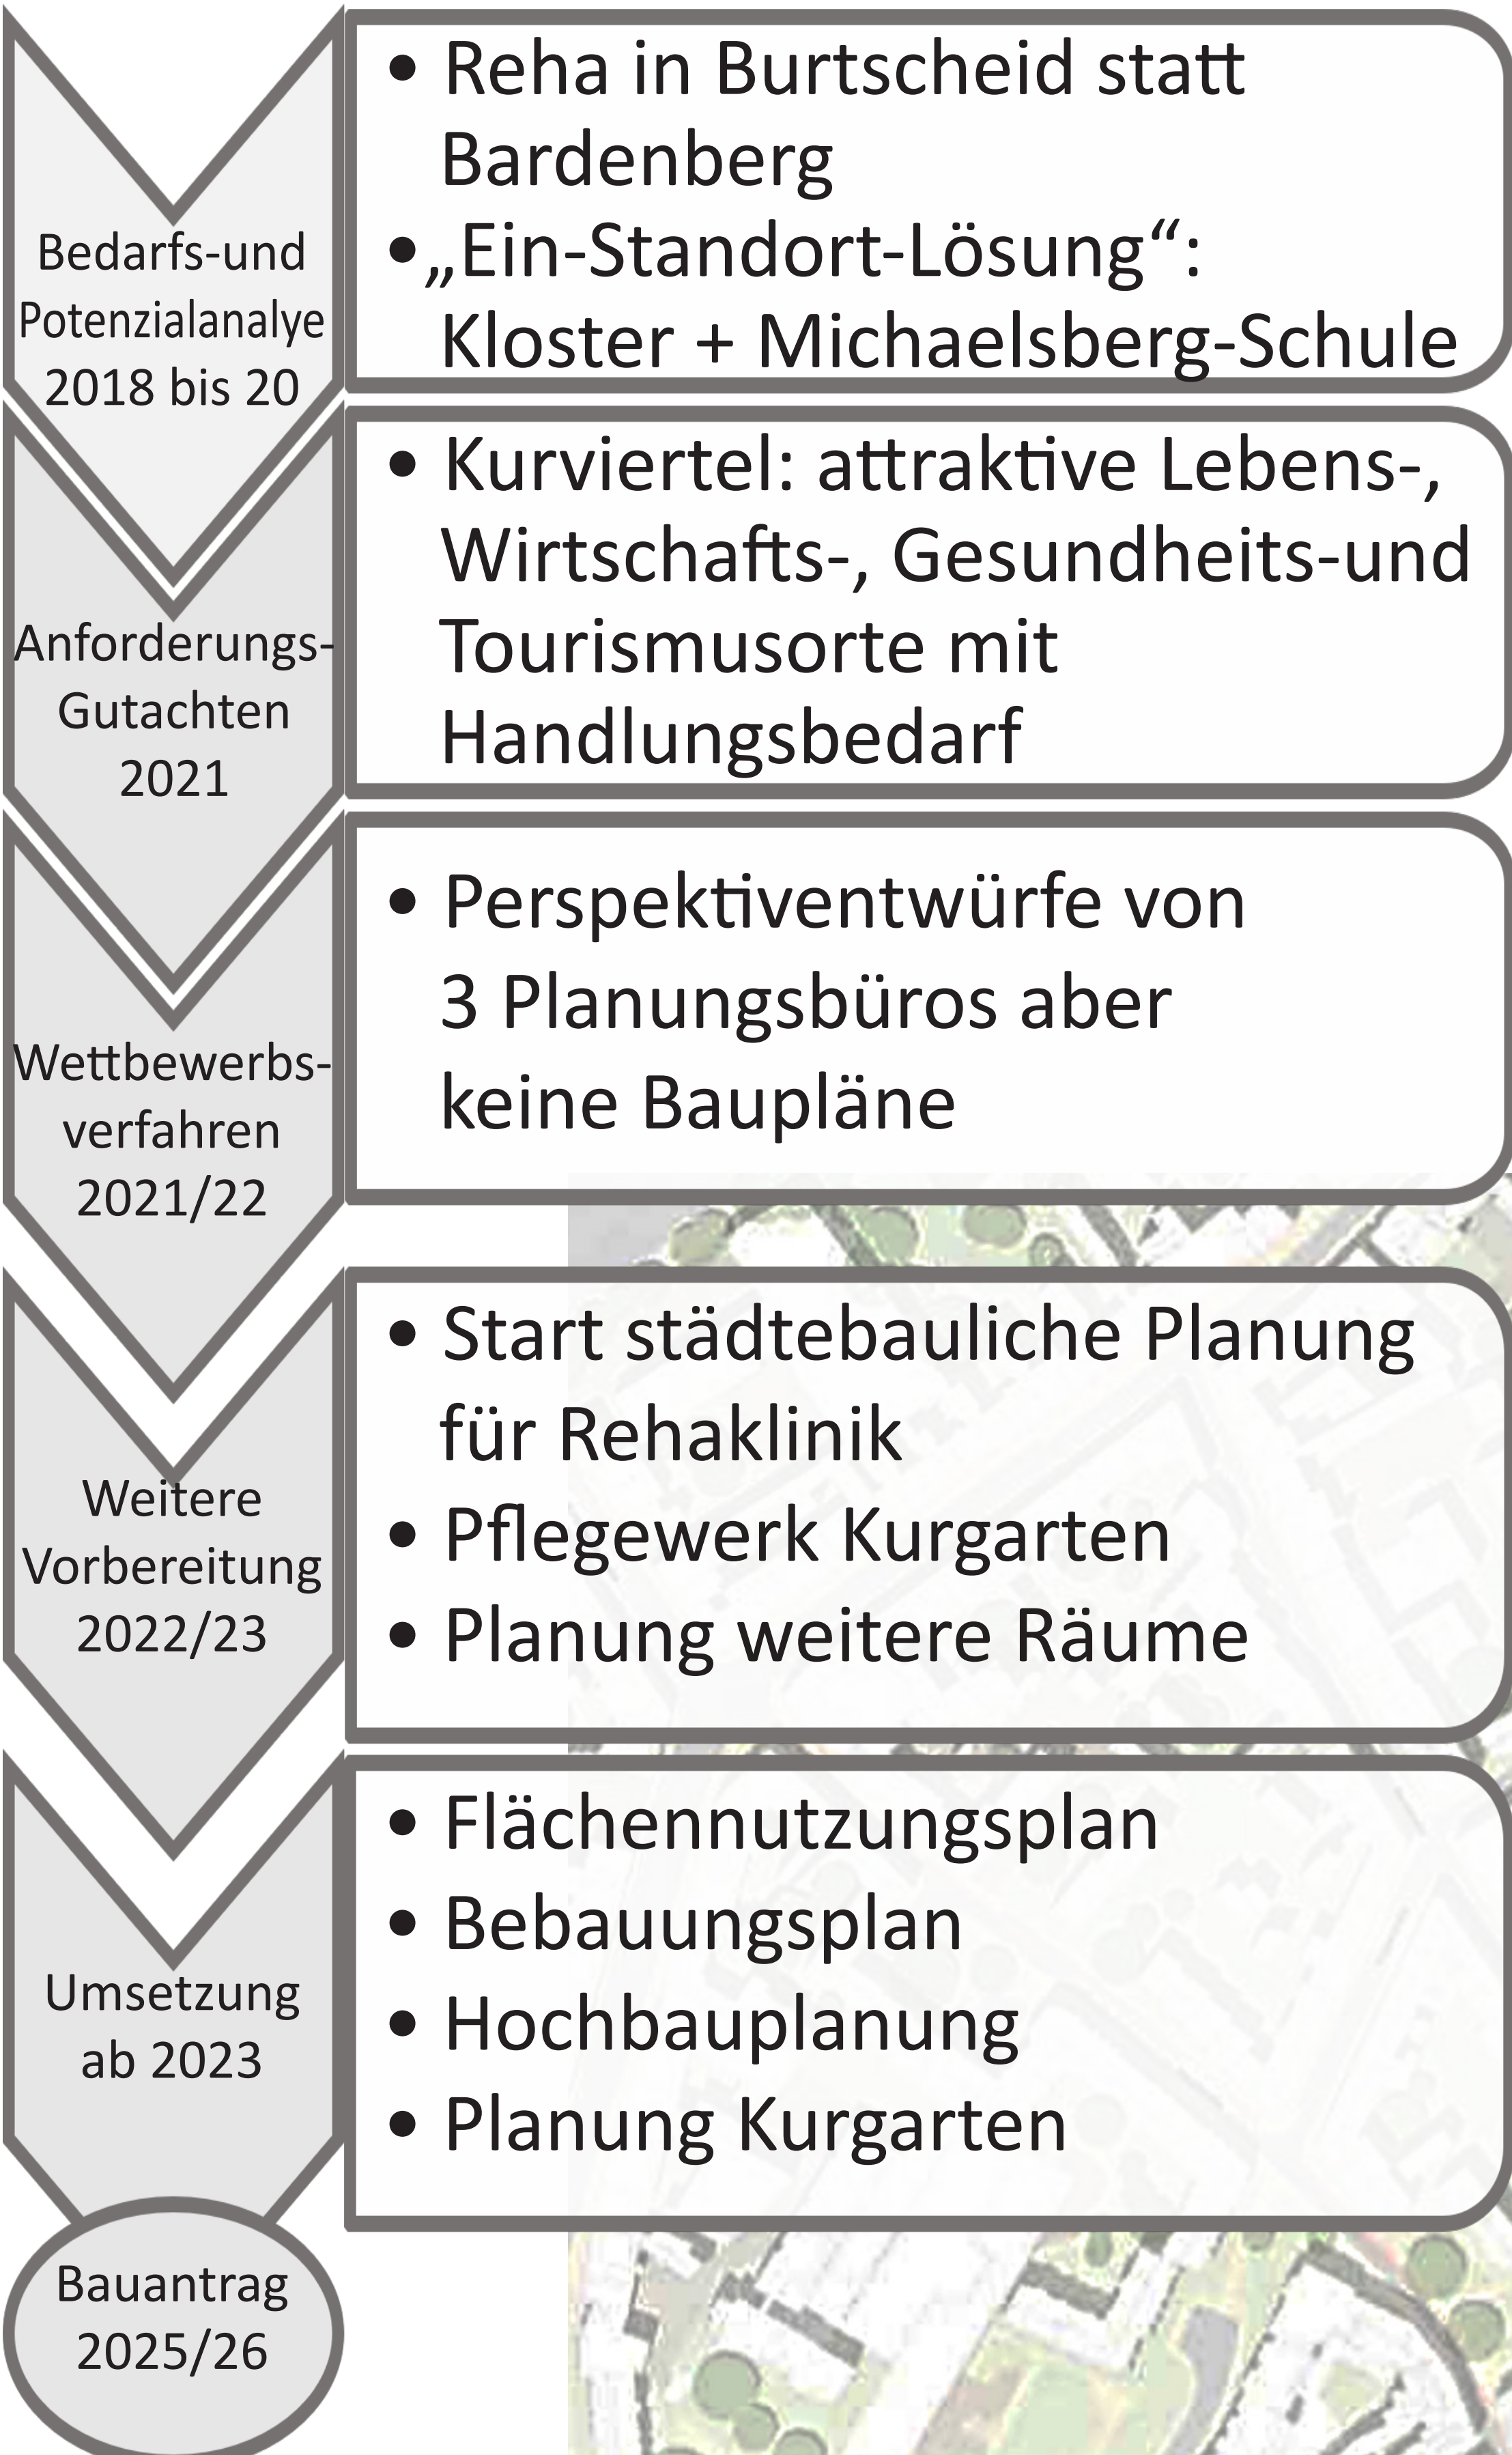 Bedarfs-und
Potenzialanalye
2018 bis 20
• Reha in Burtscheid statt
Bardenberg
• „Ein-Standort-Lösung“:
Kloster + Michaelsberg-Schule
Anforderungs-
Gutachten
2021
• Kurviertel: attraktive Lebens-,
Wirtschafts-, Gesundheits-und
Tourismusorte mit
Handlungsbedarf
Wettbewerbs-
verfahren
2021/22
• Perspektiventwürfe von
3 Planungsbüros aber
keine Baupläne
Weitere
Vorbereitung
2022/23
• Start städtebauliche Planung
für Rehaklinik
• Pflegewerk Kurgarten
• Planung weitere Räume
Umsetzung
ab 2023
• Flächennutzungsplan
• Bebauungsplan
• Hochbauplanung
• Planung Kurgarten
Bauantrag
2025/26